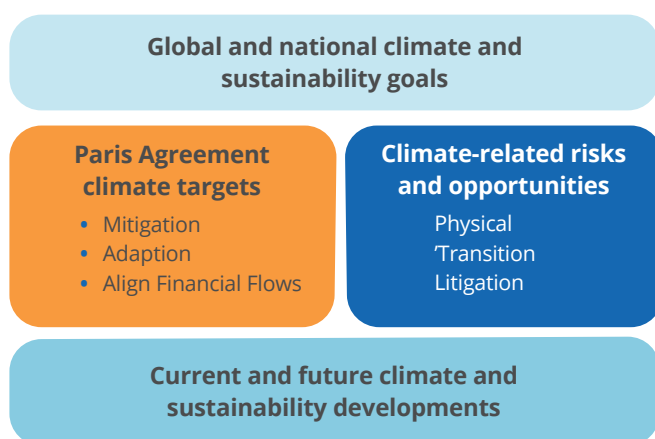 Global and national climate and
sustainability goals
Paris Agreement
climate targets
• Mitigation
• Adaption
• Align Financial Flows
Climate-related risks
and opportunities
Physical
'Transition
Litigation
Current and future climate and
sustainability developments